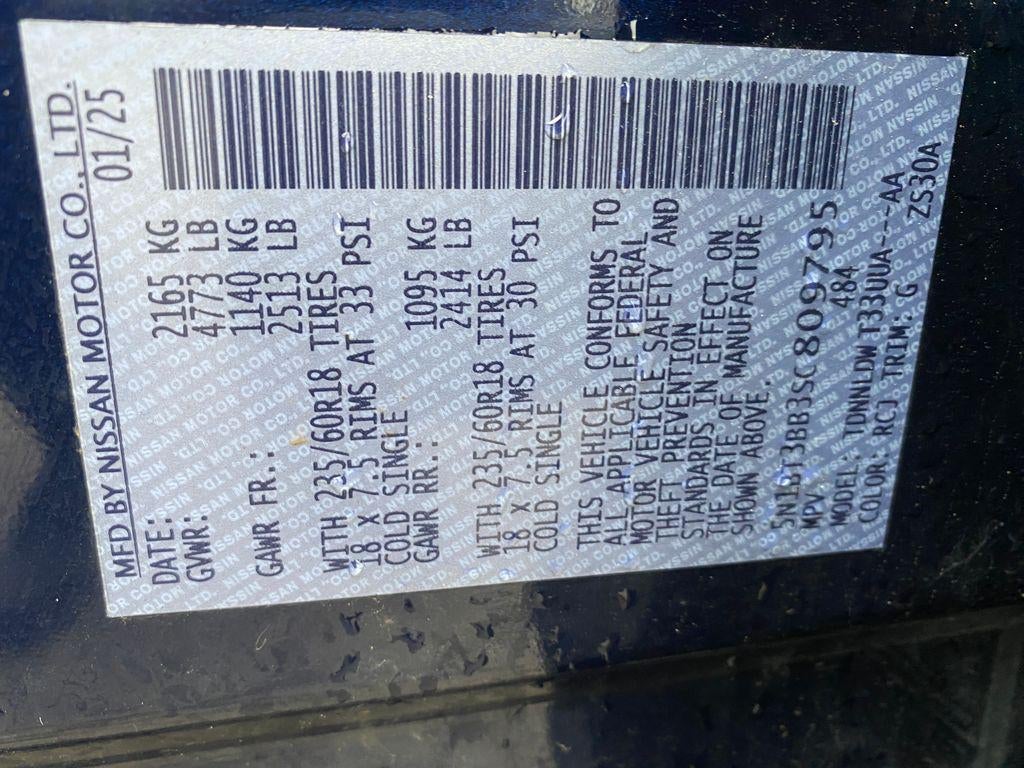 MFD BY NISSAN MOTOR CO., LTD.
DATE: 01/25
GVWR: 2165 KG
4773 LB
GAWR FR.: 1140 KG
2513 LB
WITH 235/60R18 TIRES
18 x 7.5 RIMS AT 33 PSI
COLD SINGLE
GAWR RR.: 1095 KG
2414 LB
WITH 235/60R18 TIRES
18 x 7.5 RIMS AT 30 PSI
COLD SINGLE
THIS VEHICLE CONFORMS TO
ALL APPLICABLE FEDERAL
MOTOR VEHICLE SAFETY AND
THEFT PREVENTION
STANDARDS IN EFFECT ON
THE DATE OF MANUFACTURE
SHOWN ABOVE.
5N1BT3BB3SC809795
MPV 484
MODEL: TDNNLDWT33UUA---AA
COLOR: RCJ TRIM: G ZS30A